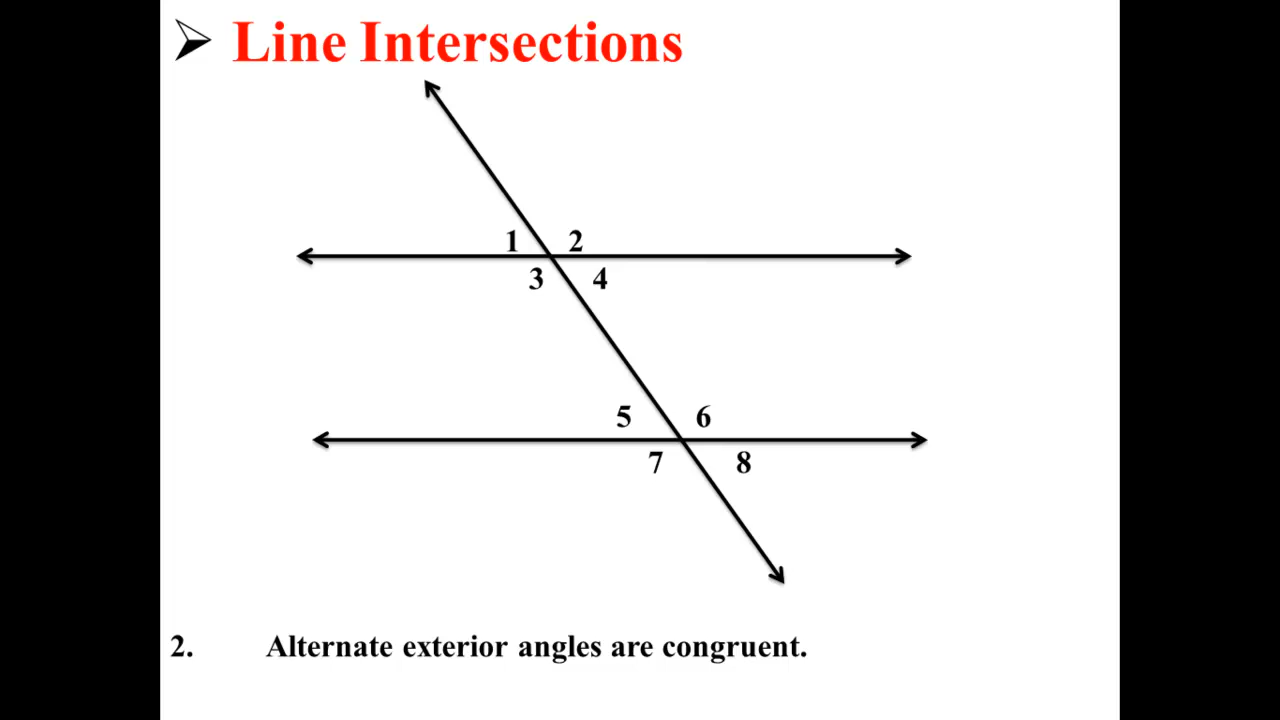 ➢ Line Intersections
1 2
3 4
5 6
7 8
2. Alternate exterior angles are congruent.